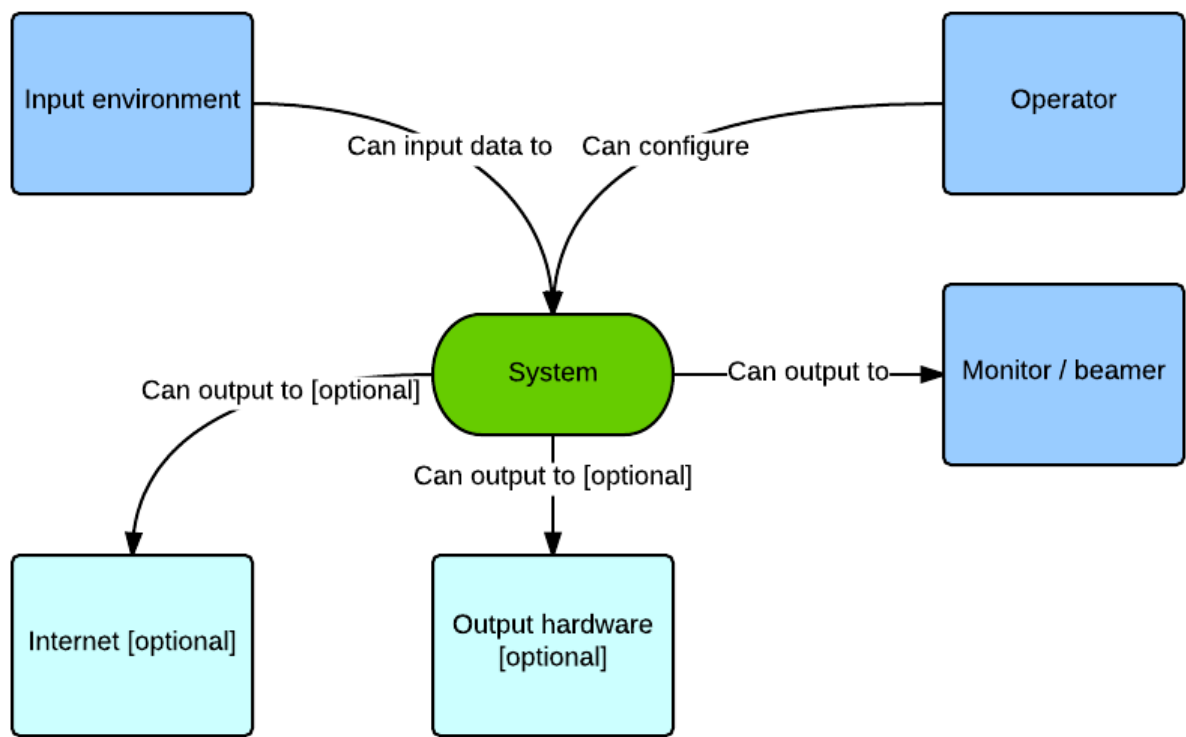 Input environment
Operator
Can input data to
Can configure
System
Can output to
Monitor / beamer
Can output to [optional]
Can output to [optional]
Internet [optional]
Output hardware
[optional]